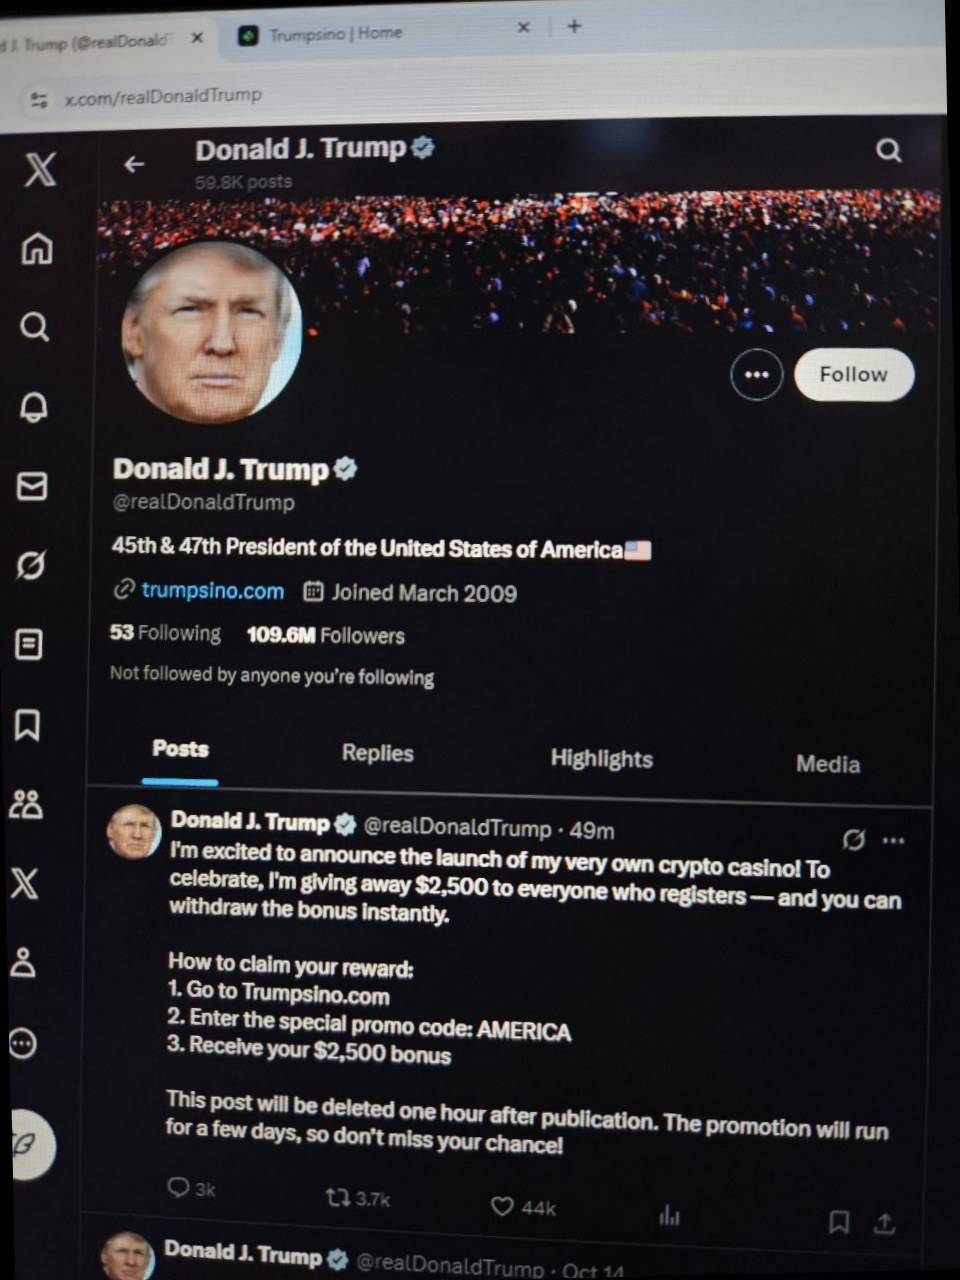 d J. Trump (@realDonald
Trumpsino | Home
x.com/realDonaldTrump
Donald J. Trump
59.8K posts
Follow
Donald J. Trump
@realDonaldTrump
45th & 47th President of the United States of America🇺🇸
trumpsino.com Joined March 2009
53 Following 109.6M Followers
Not followed by anyone you're following
Posts Replies Highlights Media
Donald J. Trump @realDonaldTrump · 49m
I'm excited to announce the launch of my very own crypto casino! To
celebrate, I'm giving away $2,500 to everyone who registers — and you can
withdraw the bonus instantly.
How to claim your reward:
1. Go to Trumpsino.com
2. Enter the special promo code: AMERICA
3. Receive your $2,500 bonus
This post will be deleted one hour after publication. The promotion will run
for a few days, so don't miss your chance!
3k 3.7k 44k
Donald J. Trump @realDonaldTrump · Oct 14